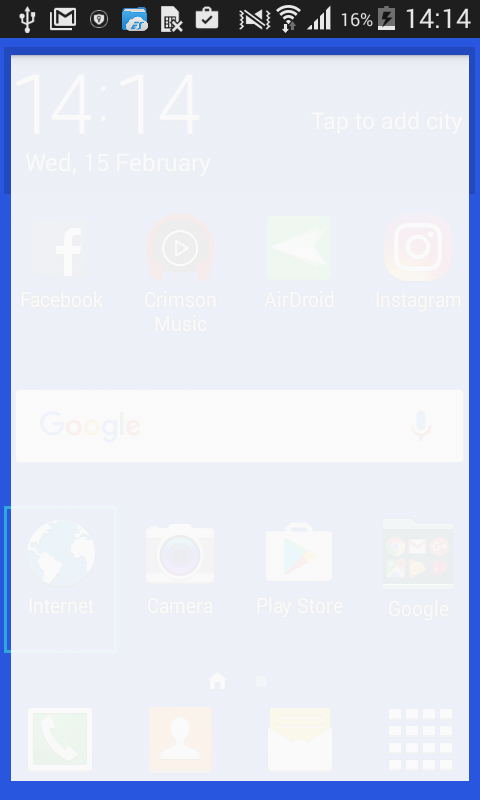 16% 14:14
14:14
Tap to add city
Wed, 15 February
Facebook Crimson Music AirDroid Instagram
Google
Internet Camera Play Store Google